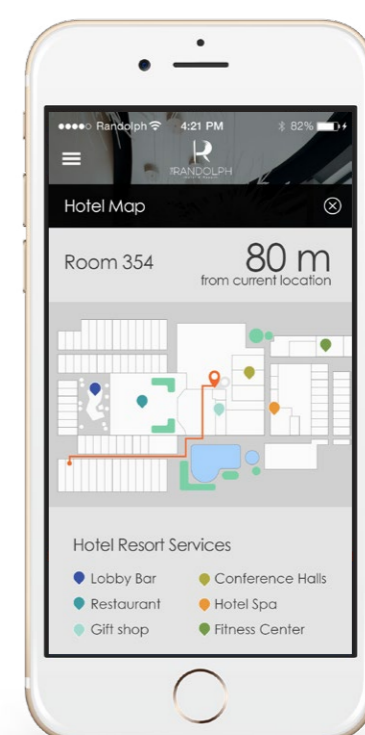 Randolph 4:21 PM 82%
R
THE RANDOLPH
Hotel Map
Room 354
80 m
from current location
Hotel Resort Services
Lobby Bar
Conference Halls
Restaurant
Hotel Spa
Gift shop
Fitness Center